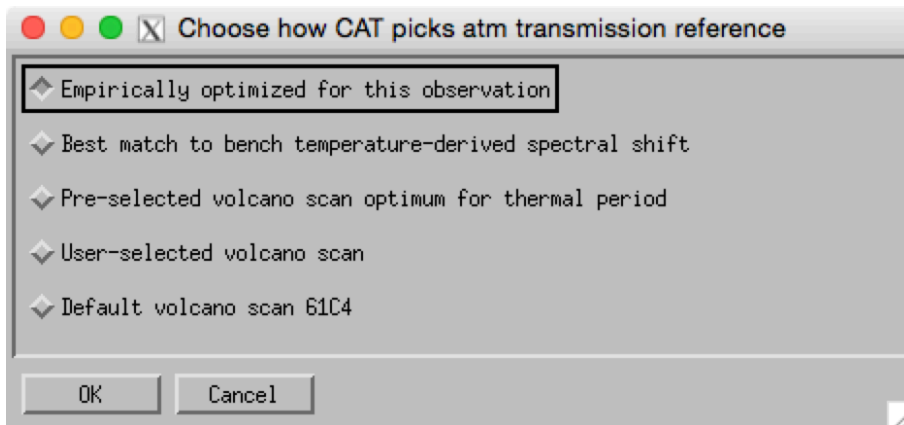 Choose how CAT picks atm transmission reference
Empirically optimized for this observation
Best match to bench temperature-derived spectral shift
Pre-selected volcano scan optimum for thermal period
User-selected volcano scan
Default volcano scan 61C4
OK
Cancel